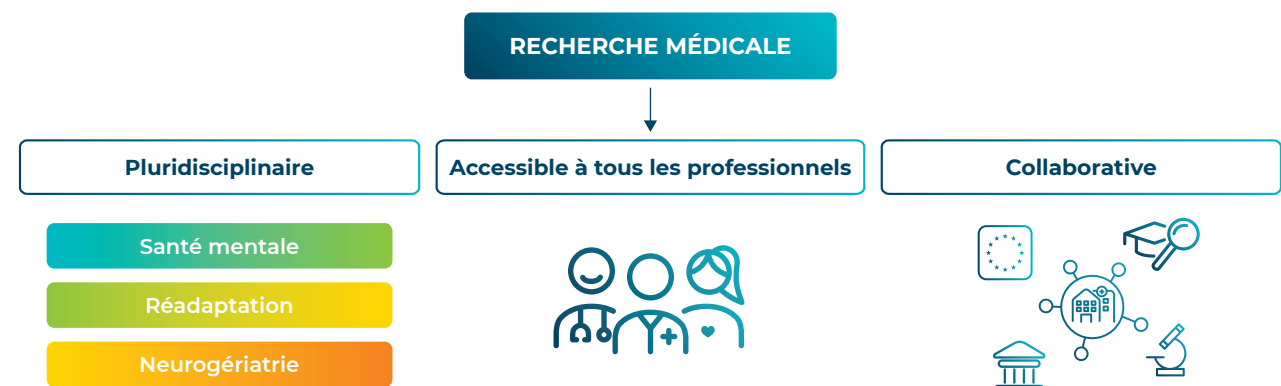 RECHERCHE MÉDICALE
Pluridisciplinaire
Accessible à tous les professionnels
Collaborative
Santé mentale
Réadaptation
Neurogériatrie